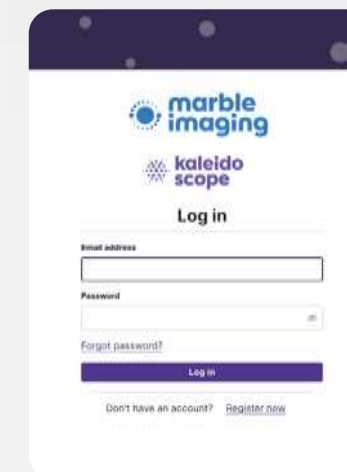 marble
imaging
kaleido
scope
Log in
Email address
Password
Forgot password?
Log in
Don't have an account? Register now